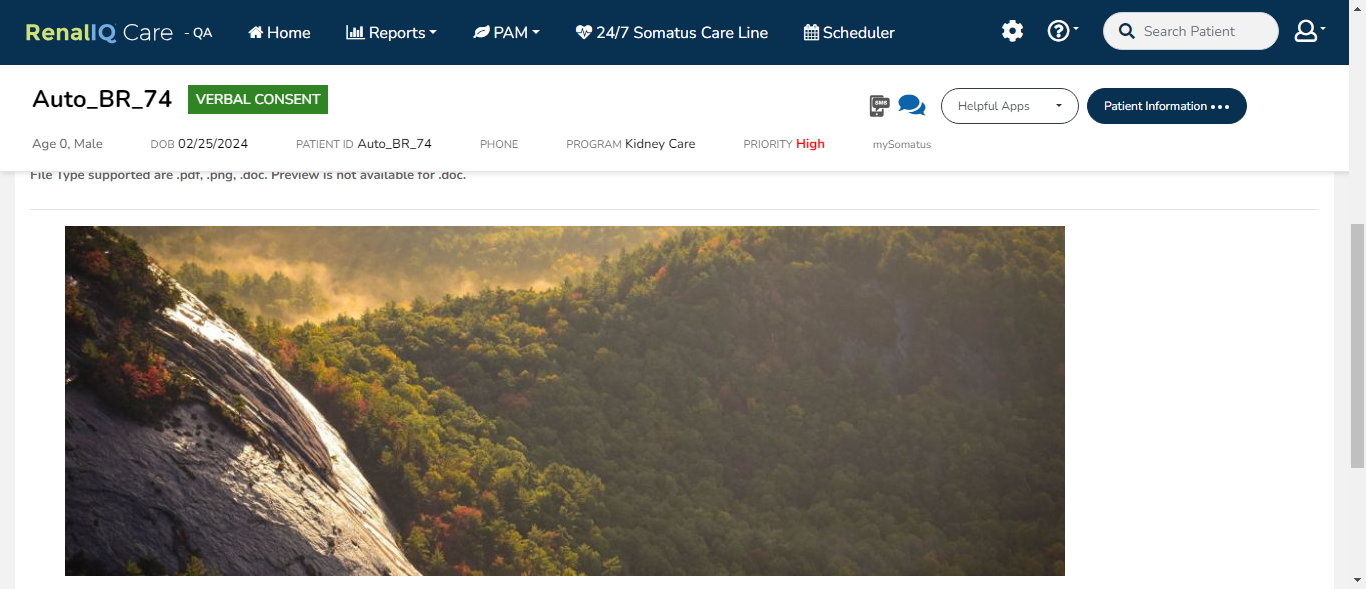 RenalIQ Care - QA Home Reports PAM 24/7 Somatus Care Line Scheduler Search Patient
Auto_BR_74 VERBAL CONSENT SMS Helpful Apps Patient Information
Age 0, Male DOB 02/25/2024 PATIENT ID Auto_BR_74 PHONE PROGRAM Kidney Care PRIORITY High mySomatus
File Type supported are .pdf, .png, .doc. Preview is not available for .doc.